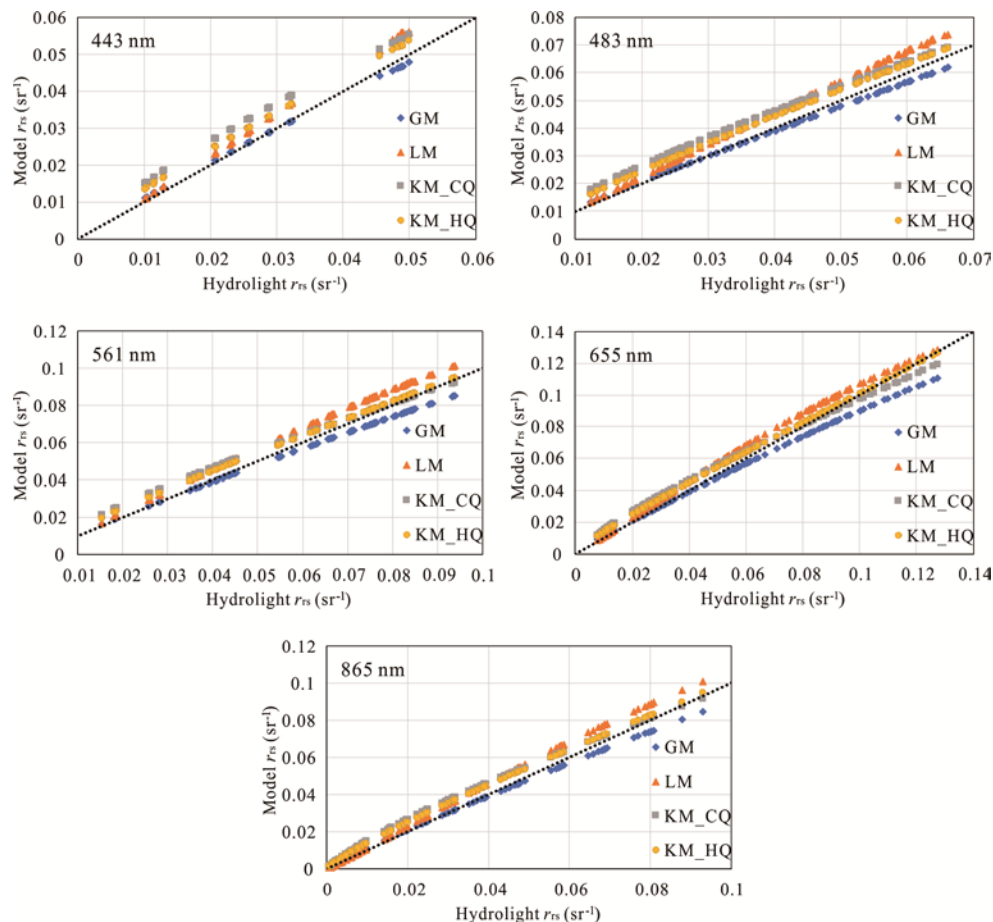 443 nm
0.06
0.05
0.04
0.03
0.02
0.01
0
Model rrs (sr-1)
0 0.01 0.02 0.03 0.04 0.05 0.06
Hydrolight rrs (sr-1)
GM
LM
KM_CQ
KM_HQ
483 nm
0.08
0.07
0.06
0.05
0.04
0.03
0.02
0.01
0
Model rrs (sr-1)
0.01 0.02 0.03 0.04 0.05 0.06 0.07
Hydrolight rrs (sr-1)
GM
LM
KM_CQ
KM_HQ
561 nm
0.12
0.1
0.08
0.06
0.04
0.02
0
Model rrs (sr-1)
0.01 0.02 0.03 0.04 0.05 0.06 0.07 0.08 0.09 0.1
Hydrolight rrs (sr-1)
GM
LM
KM_CQ
KM_HQ
655 nm
0.14
0.12
0.1
0.08
0.06
0.04
0.02
0
Model rrs (sr-1)
0 0.02 0.04 0.06 0.08 0.1 0.12 0.14
Hydrolight rrs (sr-1)
GM
LM
KM_CQ
KM_HQ
865 nm
0.12
0.1
0.08
0.06
0.04
0.02
0
Model rrs (sr-1)
0 0.02 0.04 0.06 0.08 0.1
Hydrolight rrs (sr-1)
GM
LM
KM_CQ
KM_HQ